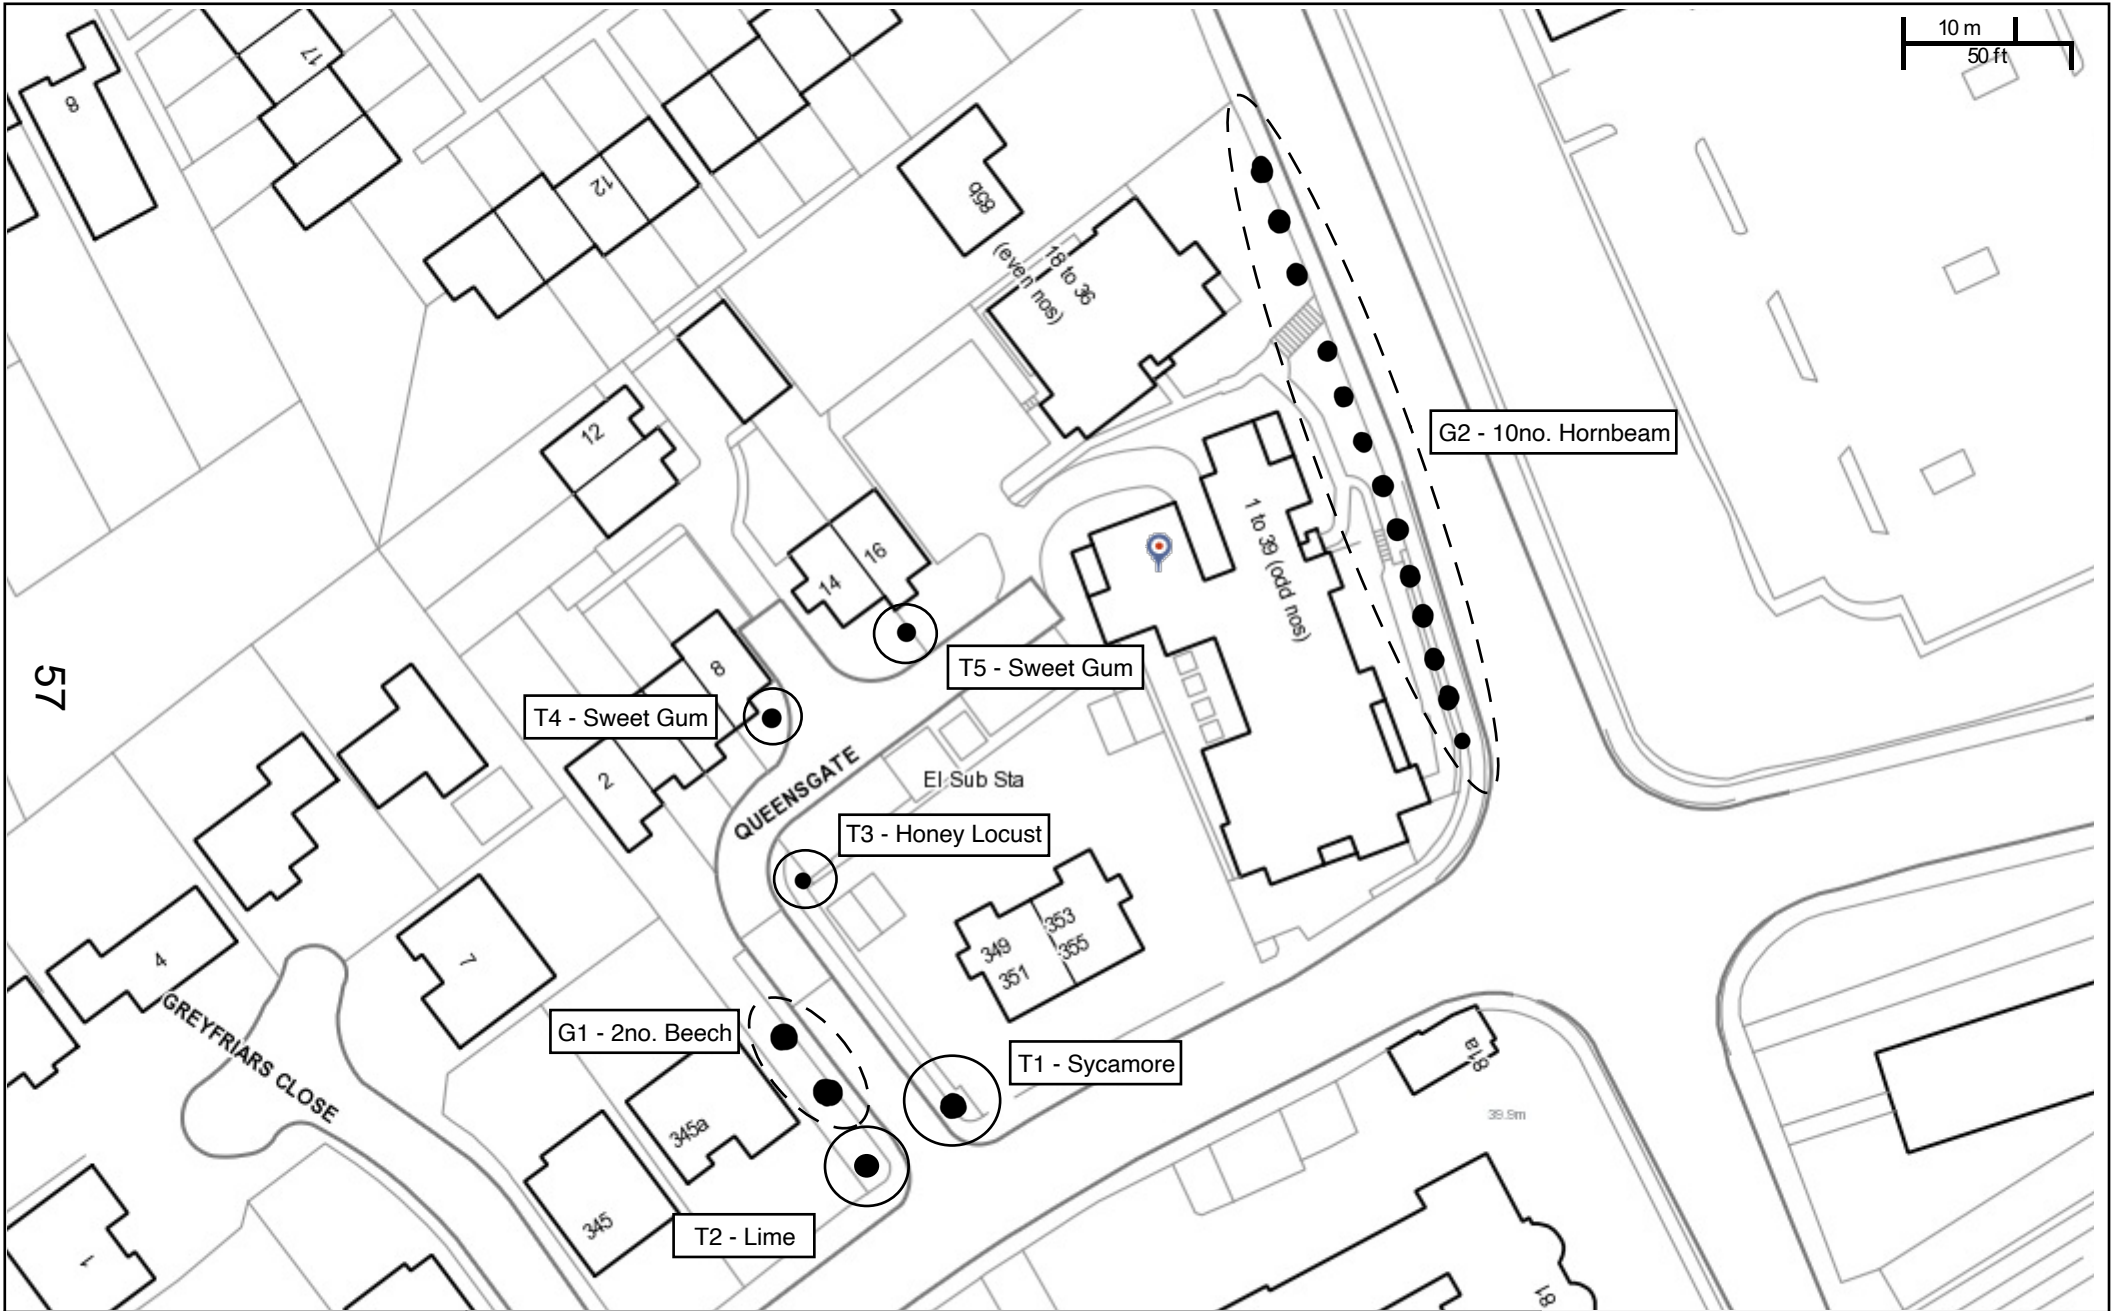 10 m
50 ft
17
8
12
85b
18 to 36
(even nos)
12
G2 - 10no. Hornbeam
16
14
1 to 39 (odd nos)
57
8
T5 - Sweet Gum
T4 - Sweet Gum
2
El Sub Sta
QUEENSGATE
T3 - Honey Locust
353
355
349
351
4
7
GREYFRIARS CLOSE
G1 - 2no. Beech
T1 - Sycamore
81a
39.9m
345a
345
T2 - Lime
1
81